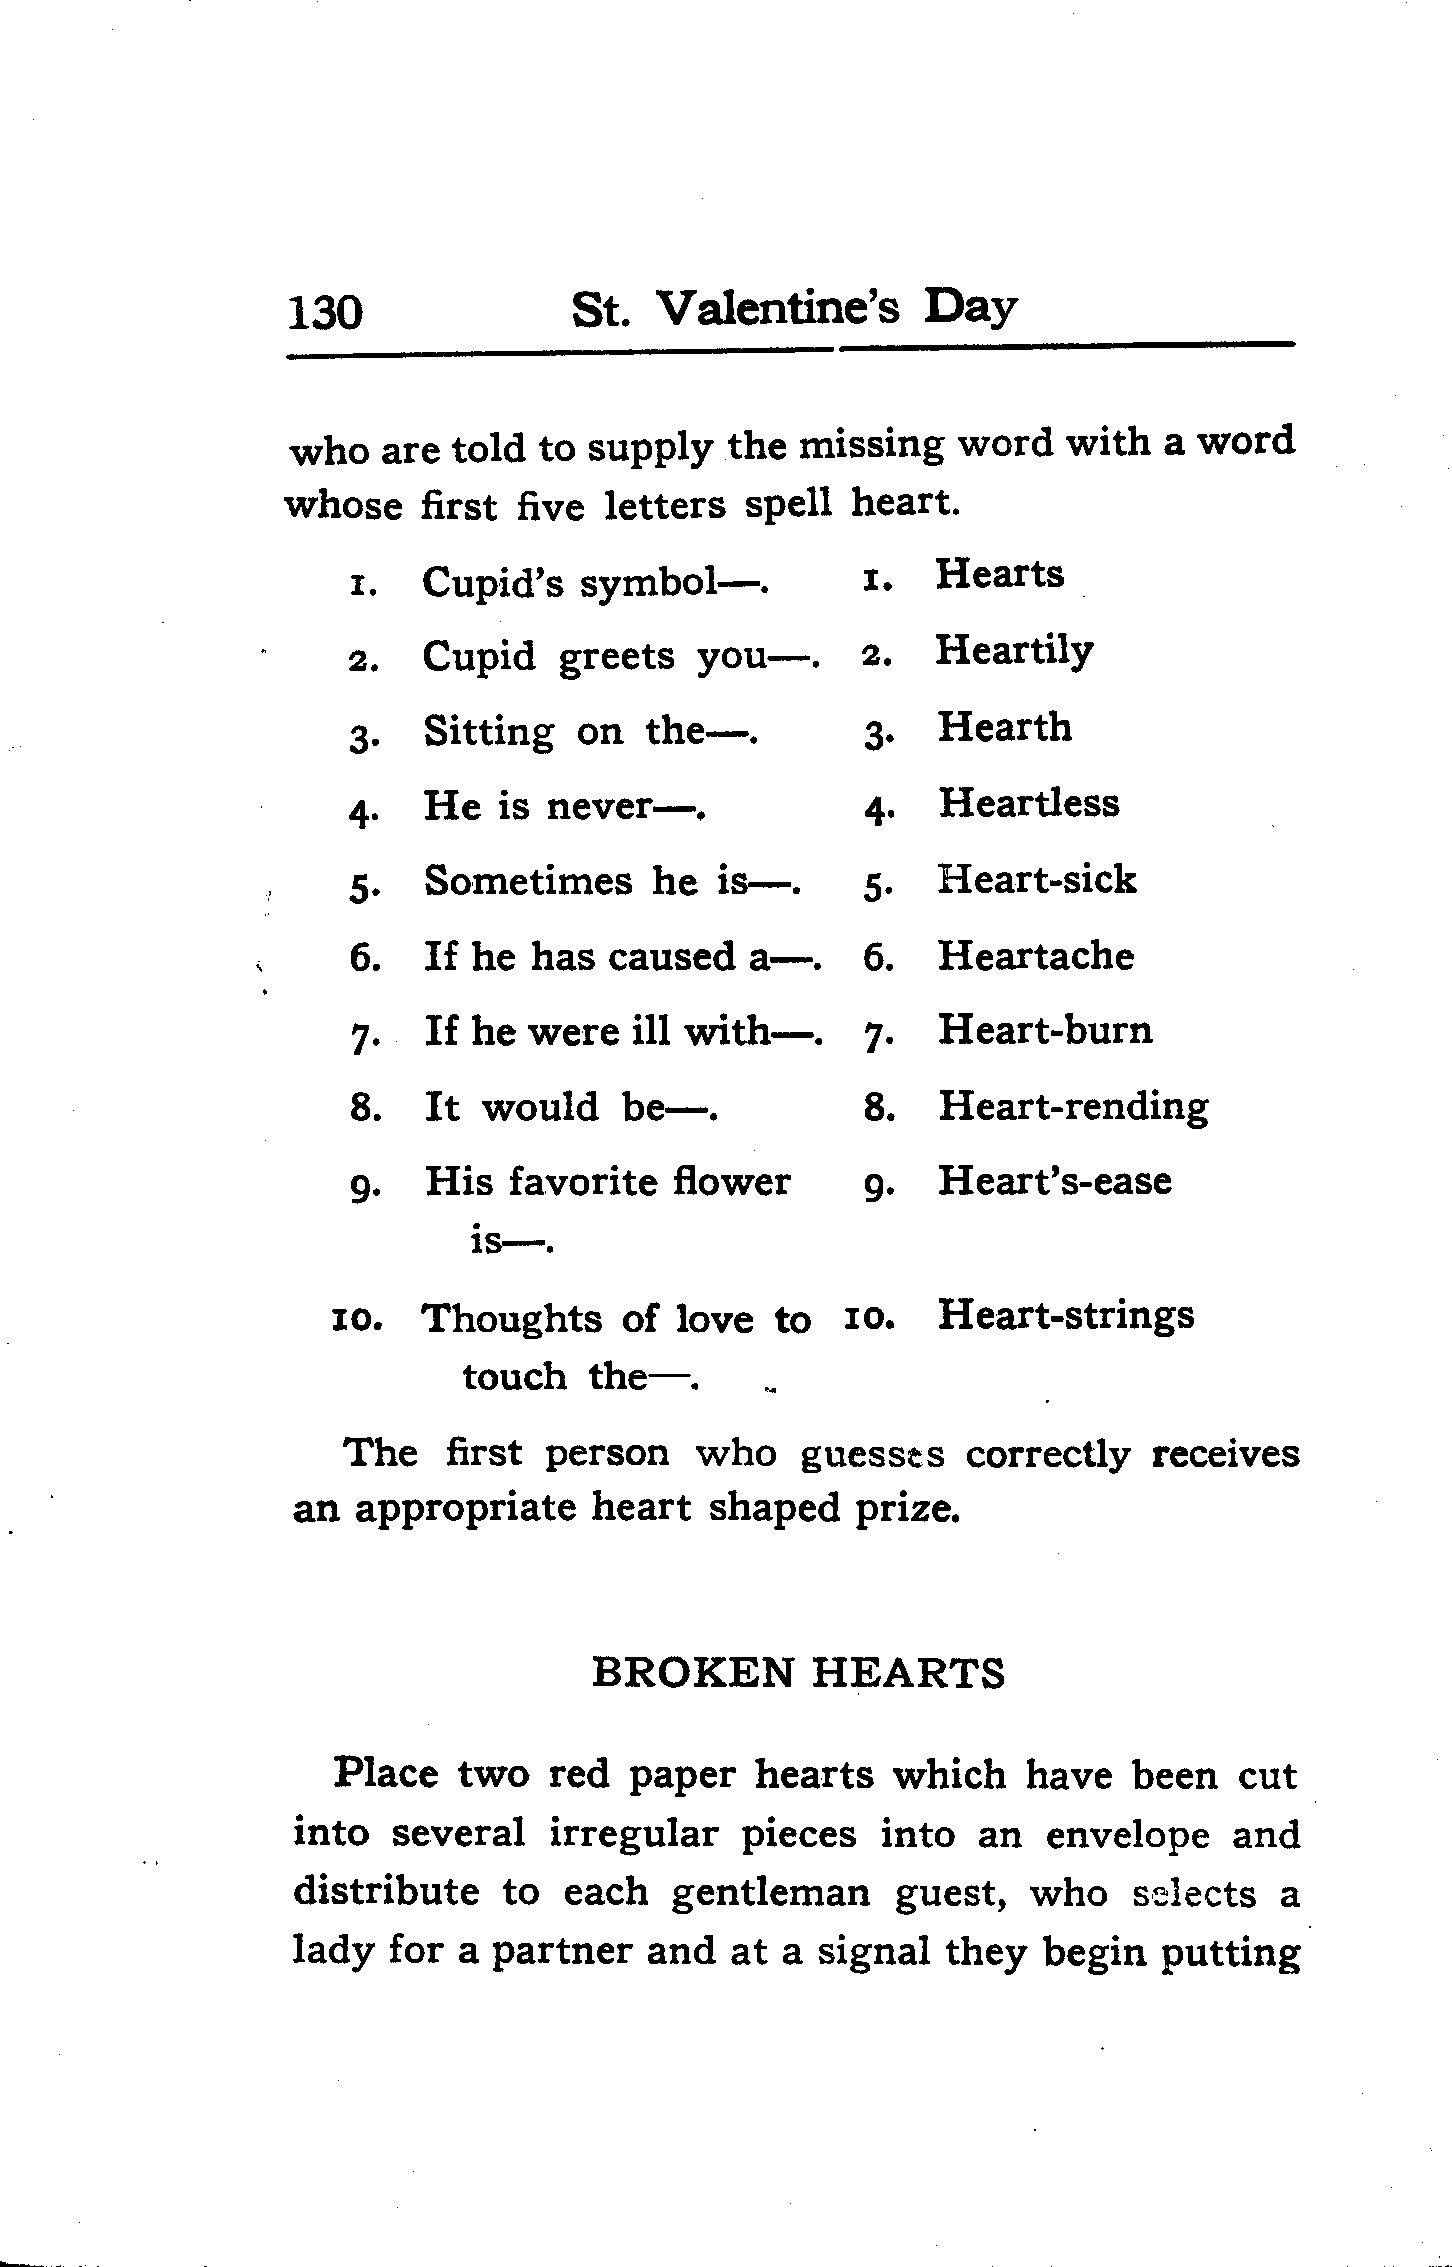 130 St. Valentine's Day
who are told to supply the missing word with a word
whose first five letters spell heart.
1. Cupid's symbol—. 1. Hearts
2. Cupid greets you—. 2. Heartily
3. Sitting on the—. 3. Hearth
4. He is never—. 4. Heartless
5. Sometimes he is—. 5. Heart-sick
6. If he has caused a—. 6. Heartache
7. If he were ill with—. 7. Heart-burn
8. It would be—. 8. Heart-rending
9. His favorite flower 9. Heart's-ease
is—.
10. Thoughts of love to 10. Heart-strings
touch the—.
The first person who guesses correctly receives
an appropriate heart shaped prize.
BROKEN HEARTS
Place two red paper hearts which have been cut
into several irregular pieces into an envelope and
distribute to each gentleman guest, who selects a
lady for a partner and at a signal they begin putting